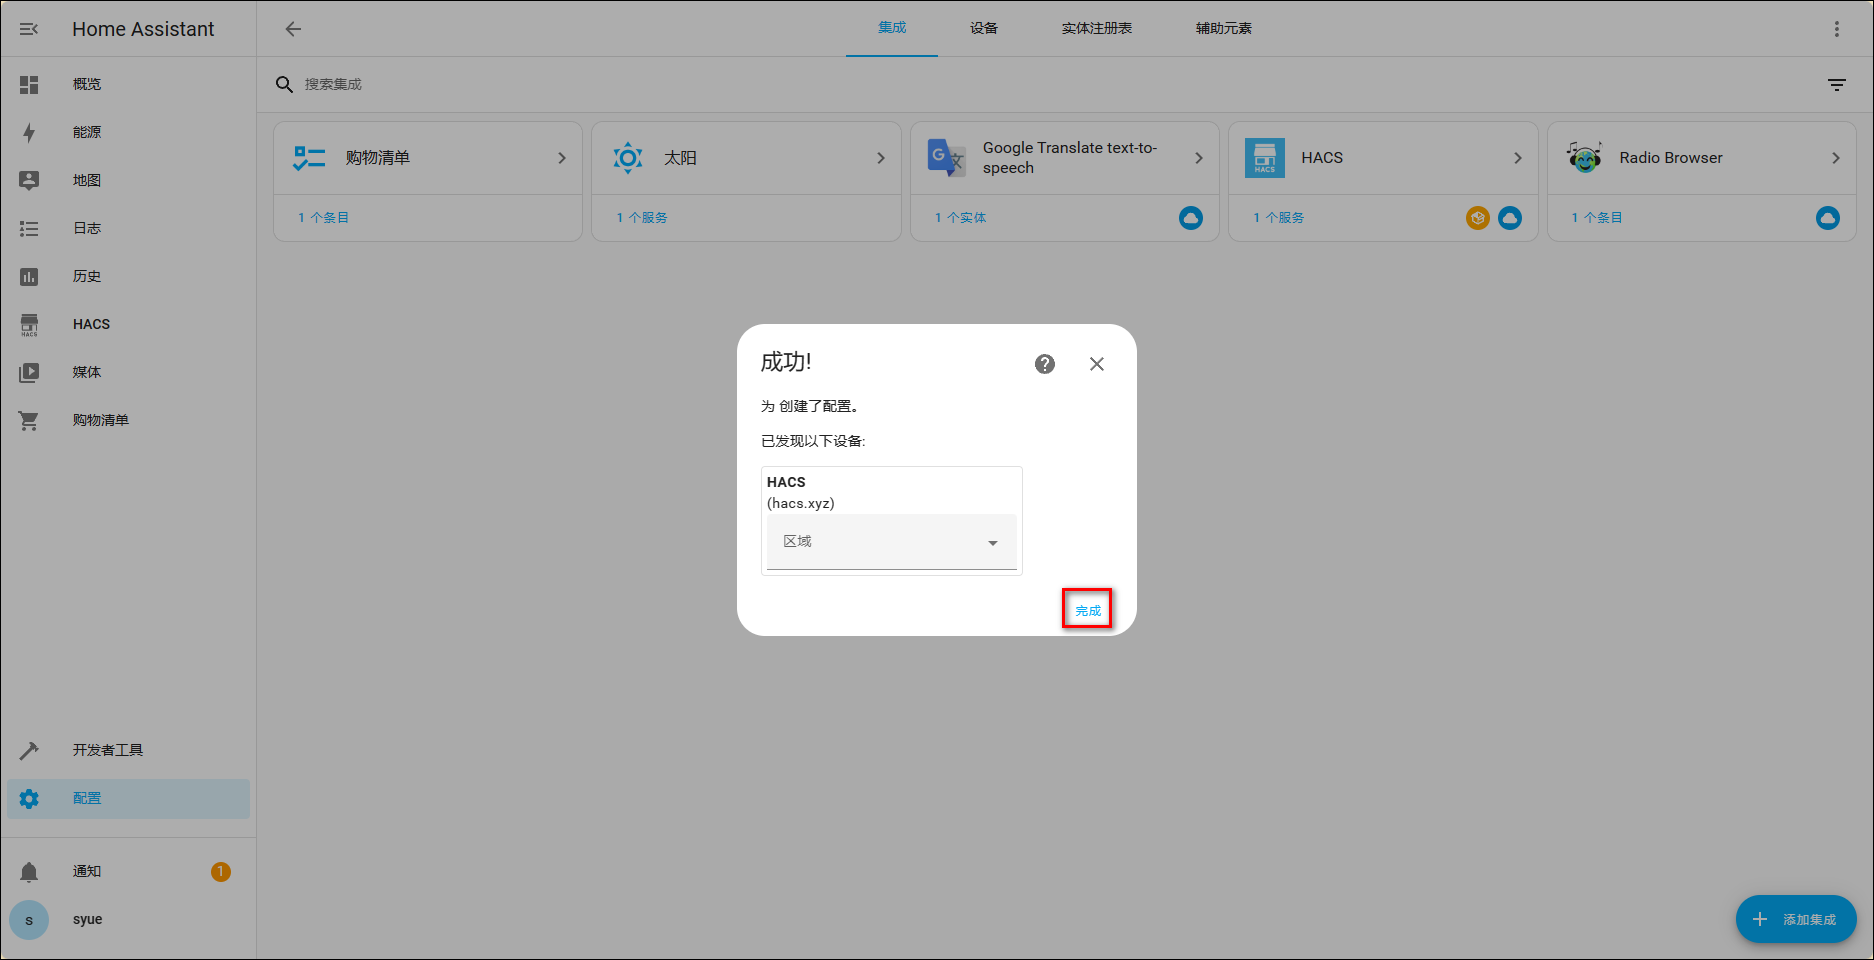 Home Assistant
集成
设备
实体注册表
辅助元素
搜索集成
概览
能源
地图
日志
历史
HACS
媒体
购物清单
开发者工具
配置
通知
1
s
syue
购物清单
1 个条目
太阳
1 个服务
G 文
Google Translate text-to-
speech
1 个实体
HACS
HACS
1 个服务
Radio Browser
1 个条目
成功!
?
为 创建了配置。
已发现以下设备:
HACS
(hacs.xyz)
区域
完成
添加集成